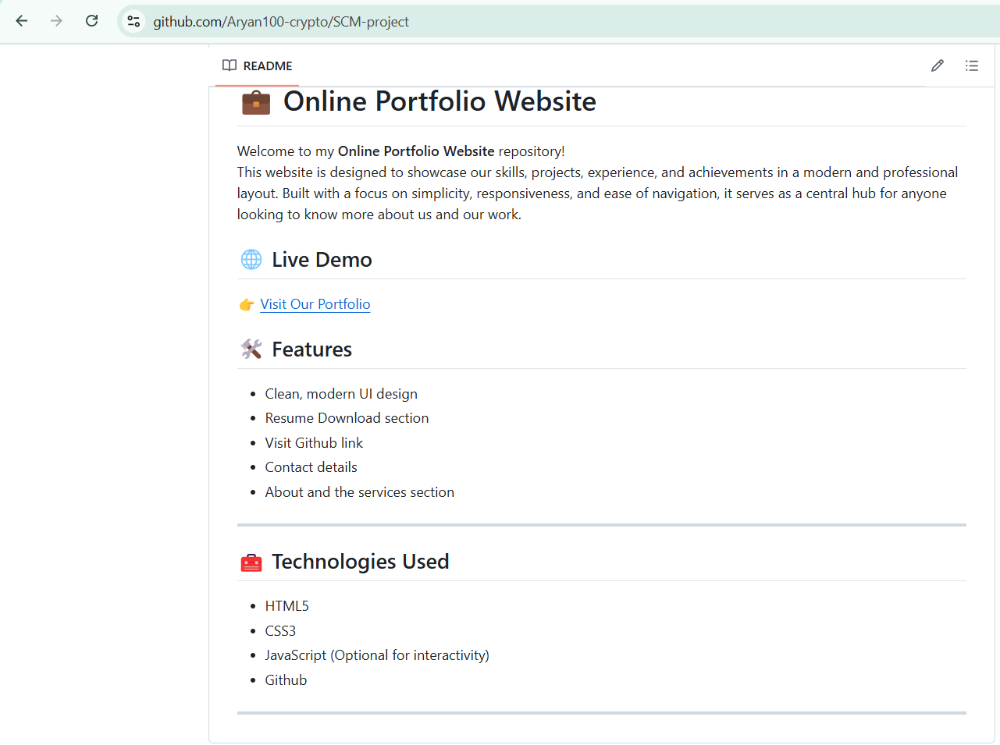 github.com/Aryan100-crypto/SCM-project
README
Online Portfolio Website
Welcome to my Online Portfolio Website repository!
This website is designed to showcase our skills, projects, experience, and achievements in a modern and professional
layout. Built with a focus on simplicity, responsiveness, and ease of navigation, it serves as a central hub for anyone
looking to know more about us and our work.
Live Demo
Visit Our Portfolio
Features
Clean, modern UI design
Resume Download section
Visit Github link
Contact details
About and the services section
Technologies Used
HTML5
CSS3
JavaScript (Optional for interactivity)
Github